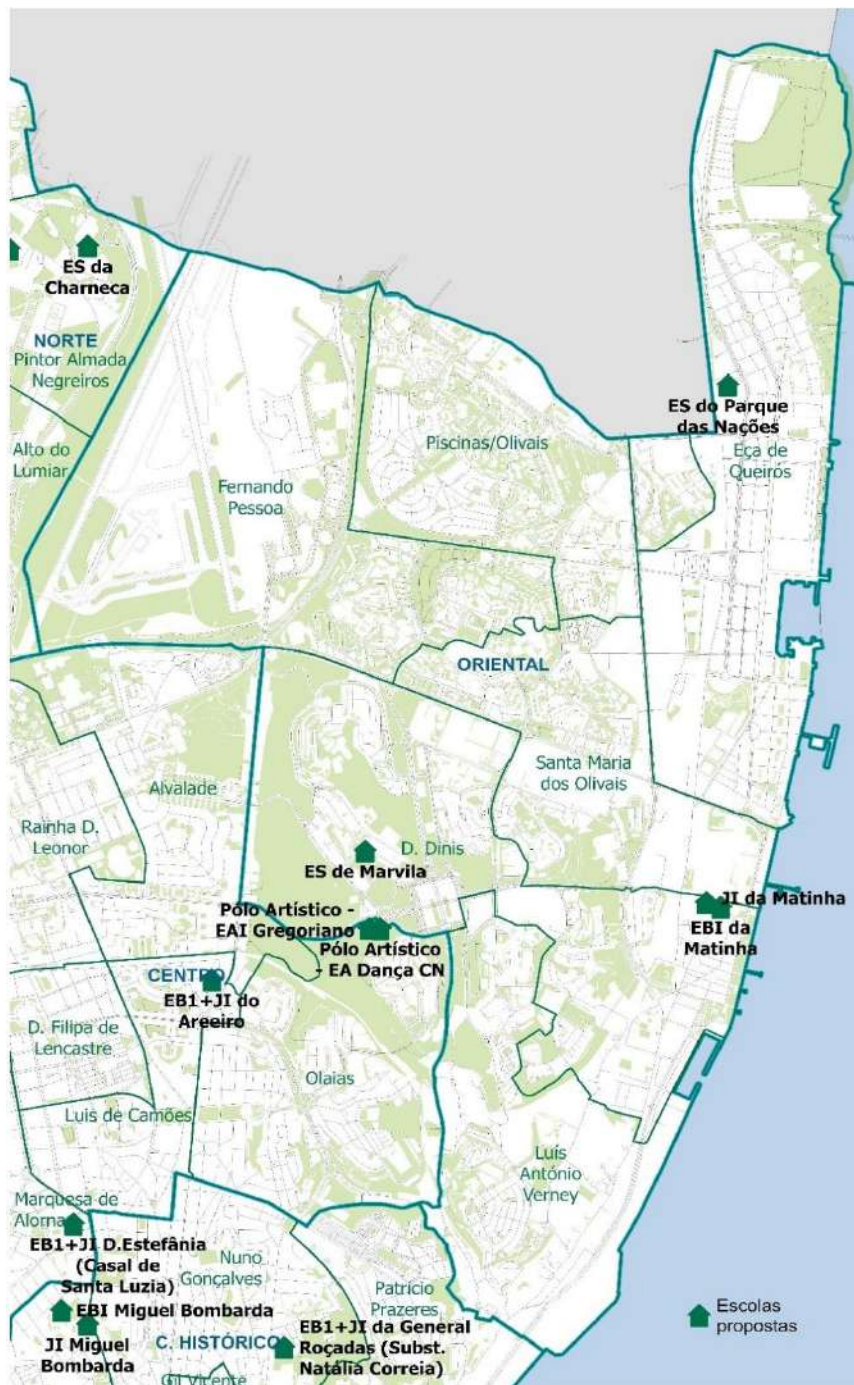 ES da
Charneca
NORTE
Pintor Almada
Negreiros
Alto do
Lumiar
Fernando
Pessoa
Piscinas/Olivais
ES do Parque
das Nações
Eça de
Queirós
ORIENTAL
Santa Maria
dos Olivais
Alvalade
Rainha D.
Leonor
D. Dinis
ES de Marvila
Pólo Artístico -
EAI Gregoriano
Pólo Artístico
- EA Dança CN
JI da Matinha
EBI da
Matinha
CENTRO
EB1+JI do
Areeiro
D. Filipa de
Lencastre
Olaias
Luis de Camões
Luís
António
Verney
Marquesa de
Alorna
EB1+JI D.Estefânia
(Casal de
Santa Luzia)
Nuno
Gonçalves
Patrício
Prazeres
EBI Miguel Bombarda
JI Miguel
Bombarda
C. HISTÓRICO
EB1+JI da General
Roçadas (Subst.
Natália Correia)
Gil Vicente
Escolas
propostas